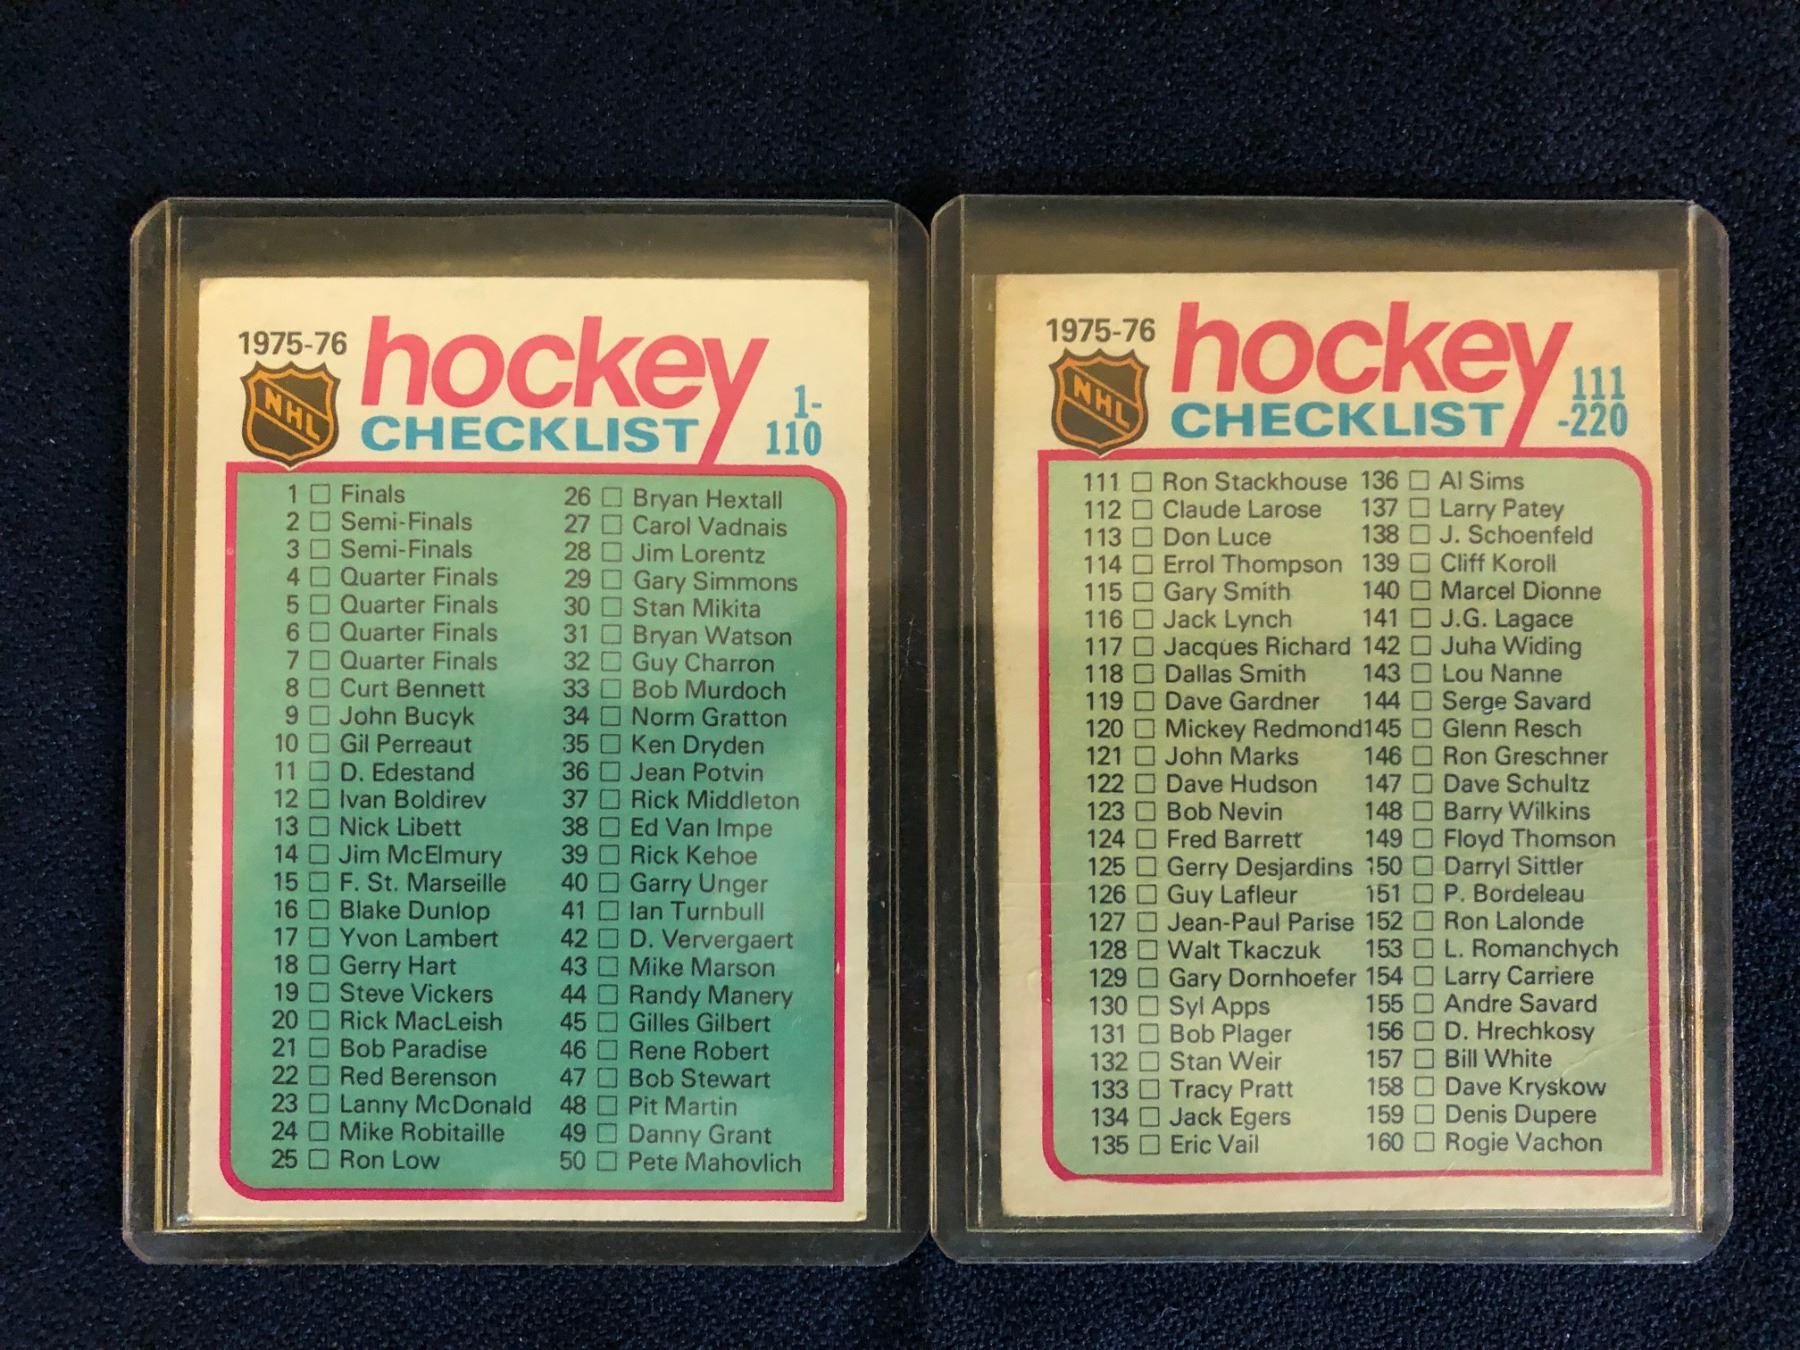 1975-76 hockey
NHL
CHECKLIST 1-
110
1 Finals
2 Semi-Finals
3 Semi-Finals
4 Quarter Finals
5 Quarter Finals
6 Quarter Finals
7 Quarter Finals
8 Curt Bennett
9 John Bucyk
10 Gil Perreaut
11 D. Edestand
12 Ivan Boldirev
13 Nick Libett
14 Jim McElmury
15 F. St. Marseille
16 Blake Dunlop
17 Yvon Lambert
18 Gerry Hart
19 Steve Vickers
20 Rick MacLeish
21 Bob Paradise
22 Red Berenson
23 Lanny McDonald
24 Mike Robitaille
25 Ron Low
26 Bryan Hextall
27 Carol Vadnais
28 Jim Lorentz
29 Gary Simmons
30 Stan Mikita
31 Bryan Watson
32 Guy Charron
33 Bob Murdoch
34 Norm Gratton
35 Ken Dryden
36 Jean Potvin
37 Rick Middleton
38 Ed Van Impe
39 Rick Kehoe
40 Garry Unger
41 Ian Turnbull
42 D. Ververgaert
43 Mike Marson
44 Randy Manery
45 Gilles Gilbert
46 Rene Robert
47 Bob Stewart
48 Pit Martin
49 Danny Grant
50 Pete Mahovlich
1975-76 hockey
NHL
CHECKLIST 111
-220
111 Ron Stackhouse
112 Claude Larose
113 Don Luce
114 Errol Thompson
115 Gary Smith
116 Jack Lynch
117 Jacques Richard
118 Dallas Smith
119 Dave Gardner
120 Mickey Redmond
121 John Marks
122 Dave Hudson
123 Bob Nevin
124 Fred Barrett
125 Gerry Desjardins
126 Guy Lafleur
127 Jean-Paul Parise
128 Walt Tkaczuk
129 Gary Dornhoefer
130 Syl Apps
131 Bob Plager
132 Stan Weir
133 Tracy Pratt
134 Jack Egers
135 Eric Vail
136 Al Sims
137 Larry Patey
138 J. Schoenfeld
139 Cliff Koroll
140 Marcel Dionne
141 J.G. Lagace
142 Juha Widing
143 Lou Nanne
144 Serge Savard
145 Glenn Resch
146 Ron Greschner
147 Dave Schultz
148 Barry Wilkins
149 Floyd Thomson
150 Darryl Sittler
151 P. Bordeleau
152 Ron Lalonde
153 L. Romanchych
154 Larry Carriere
155 Andre Savard
156 D. Hrechkosy
157 Bill White
158 Dave Kryskow
159 Denis Dupere
160 Rogie Vachon